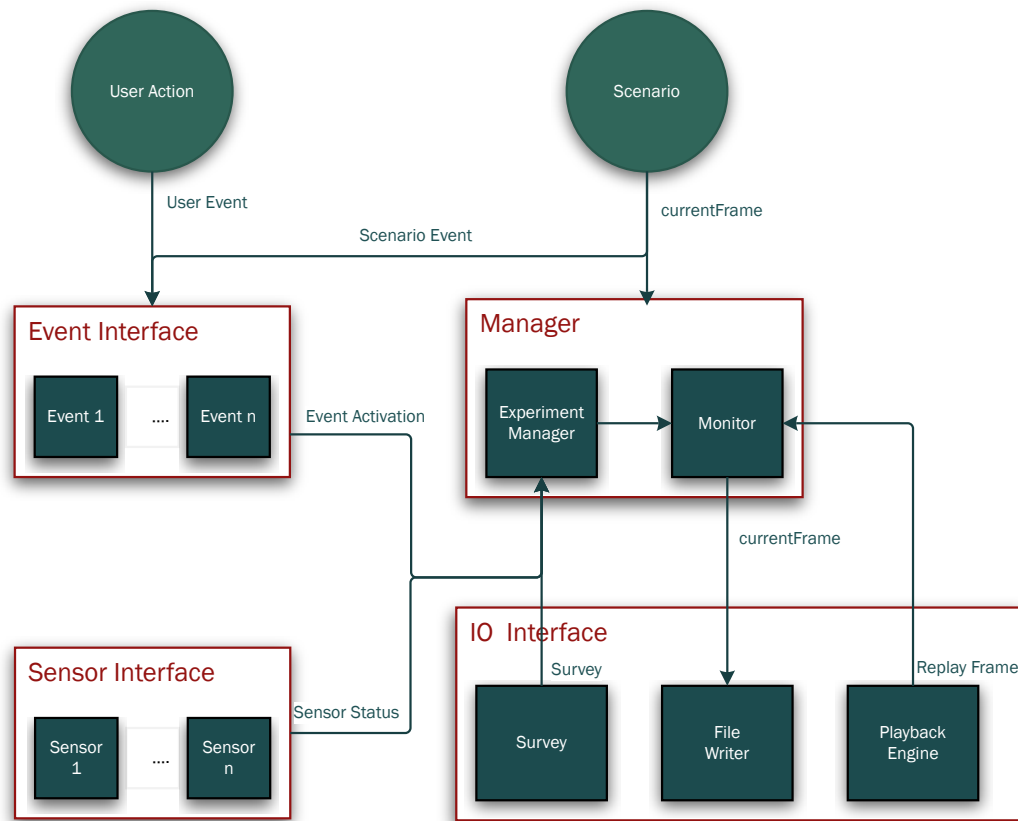 User Action
Scenario
User Event
currentFrame
Scenario Event
Event Interface
Event 1
....
Event n
Event Activation
Manager
Experiment
Manager
Monitor
currentFrame
Sensor Interface
Sensor
1
....
Sensor
n
Sensor Status
IO Interface
Survey
Replay Frame
Survey
File
Writer
Playback
Engine